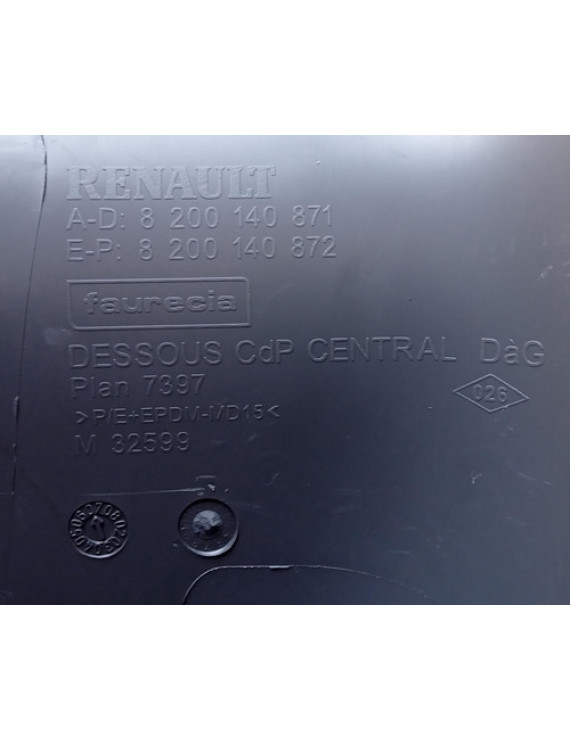 RENAULT
A-D: 8 200 140 871
E-P: 8 200 140 872
faurecia
DESSOUS CdP CENTRAL DàG
Plan 7397
026
>P/E+EPDM-MD15<
M 32599